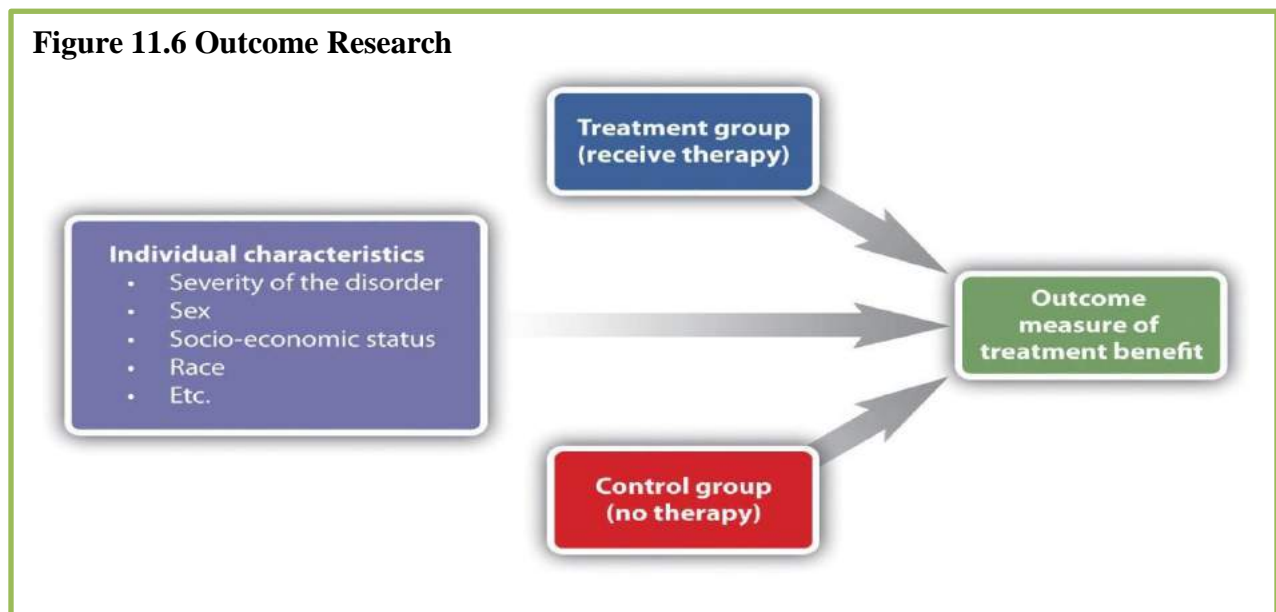 Figure 11.6 Outcome Research
Treatment group
(receive therapy)
Individual characteristics
• Severity of the disorder
• Sex
• Socio-economic status
• Race
• Etc.
Outcome
measure of
treatment benefit
Control group
(no therapy)